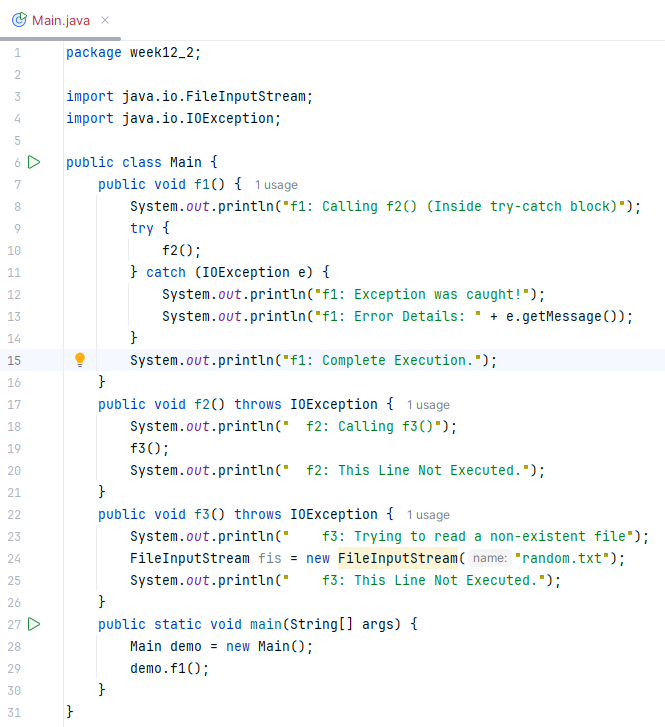 Main.java
1 package week12_2;
2
3 import java.io.FileInputStream;
4 import java.io.IOException;
5
6 public class Main {
7     public void f1() { 1 usage
8         System.out.println("f1: Calling f2() (Inside try-catch block)");
9         try {
10             f2();
11         } catch (IOException e) {
12             System.out.println("f1: Exception was caught!");
13             System.out.println("f1: Error Details: " + e.getMessage());
14         }
15         System.out.println("f1: Complete Execution.");
16     }
17     public void f2() throws IOException { 1 usage
18         System.out.println("  f2: Calling f3()");
19         f3();
20         System.out.println("  f2: This Line Not Executed.");
21     }
22     public void f3() throws IOException { 1 usage
23         System.out.println("    f3: Trying to read a non-existent file");
24         FileInputStream fis = new FileInputStream( name: "random.txt");
25         System.out.println("    f3: This Line Not Executed.");
26     }
27     public static void main(String[] args) {
28         Main demo = new Main();
29         demo.f1();
30     }
31 }